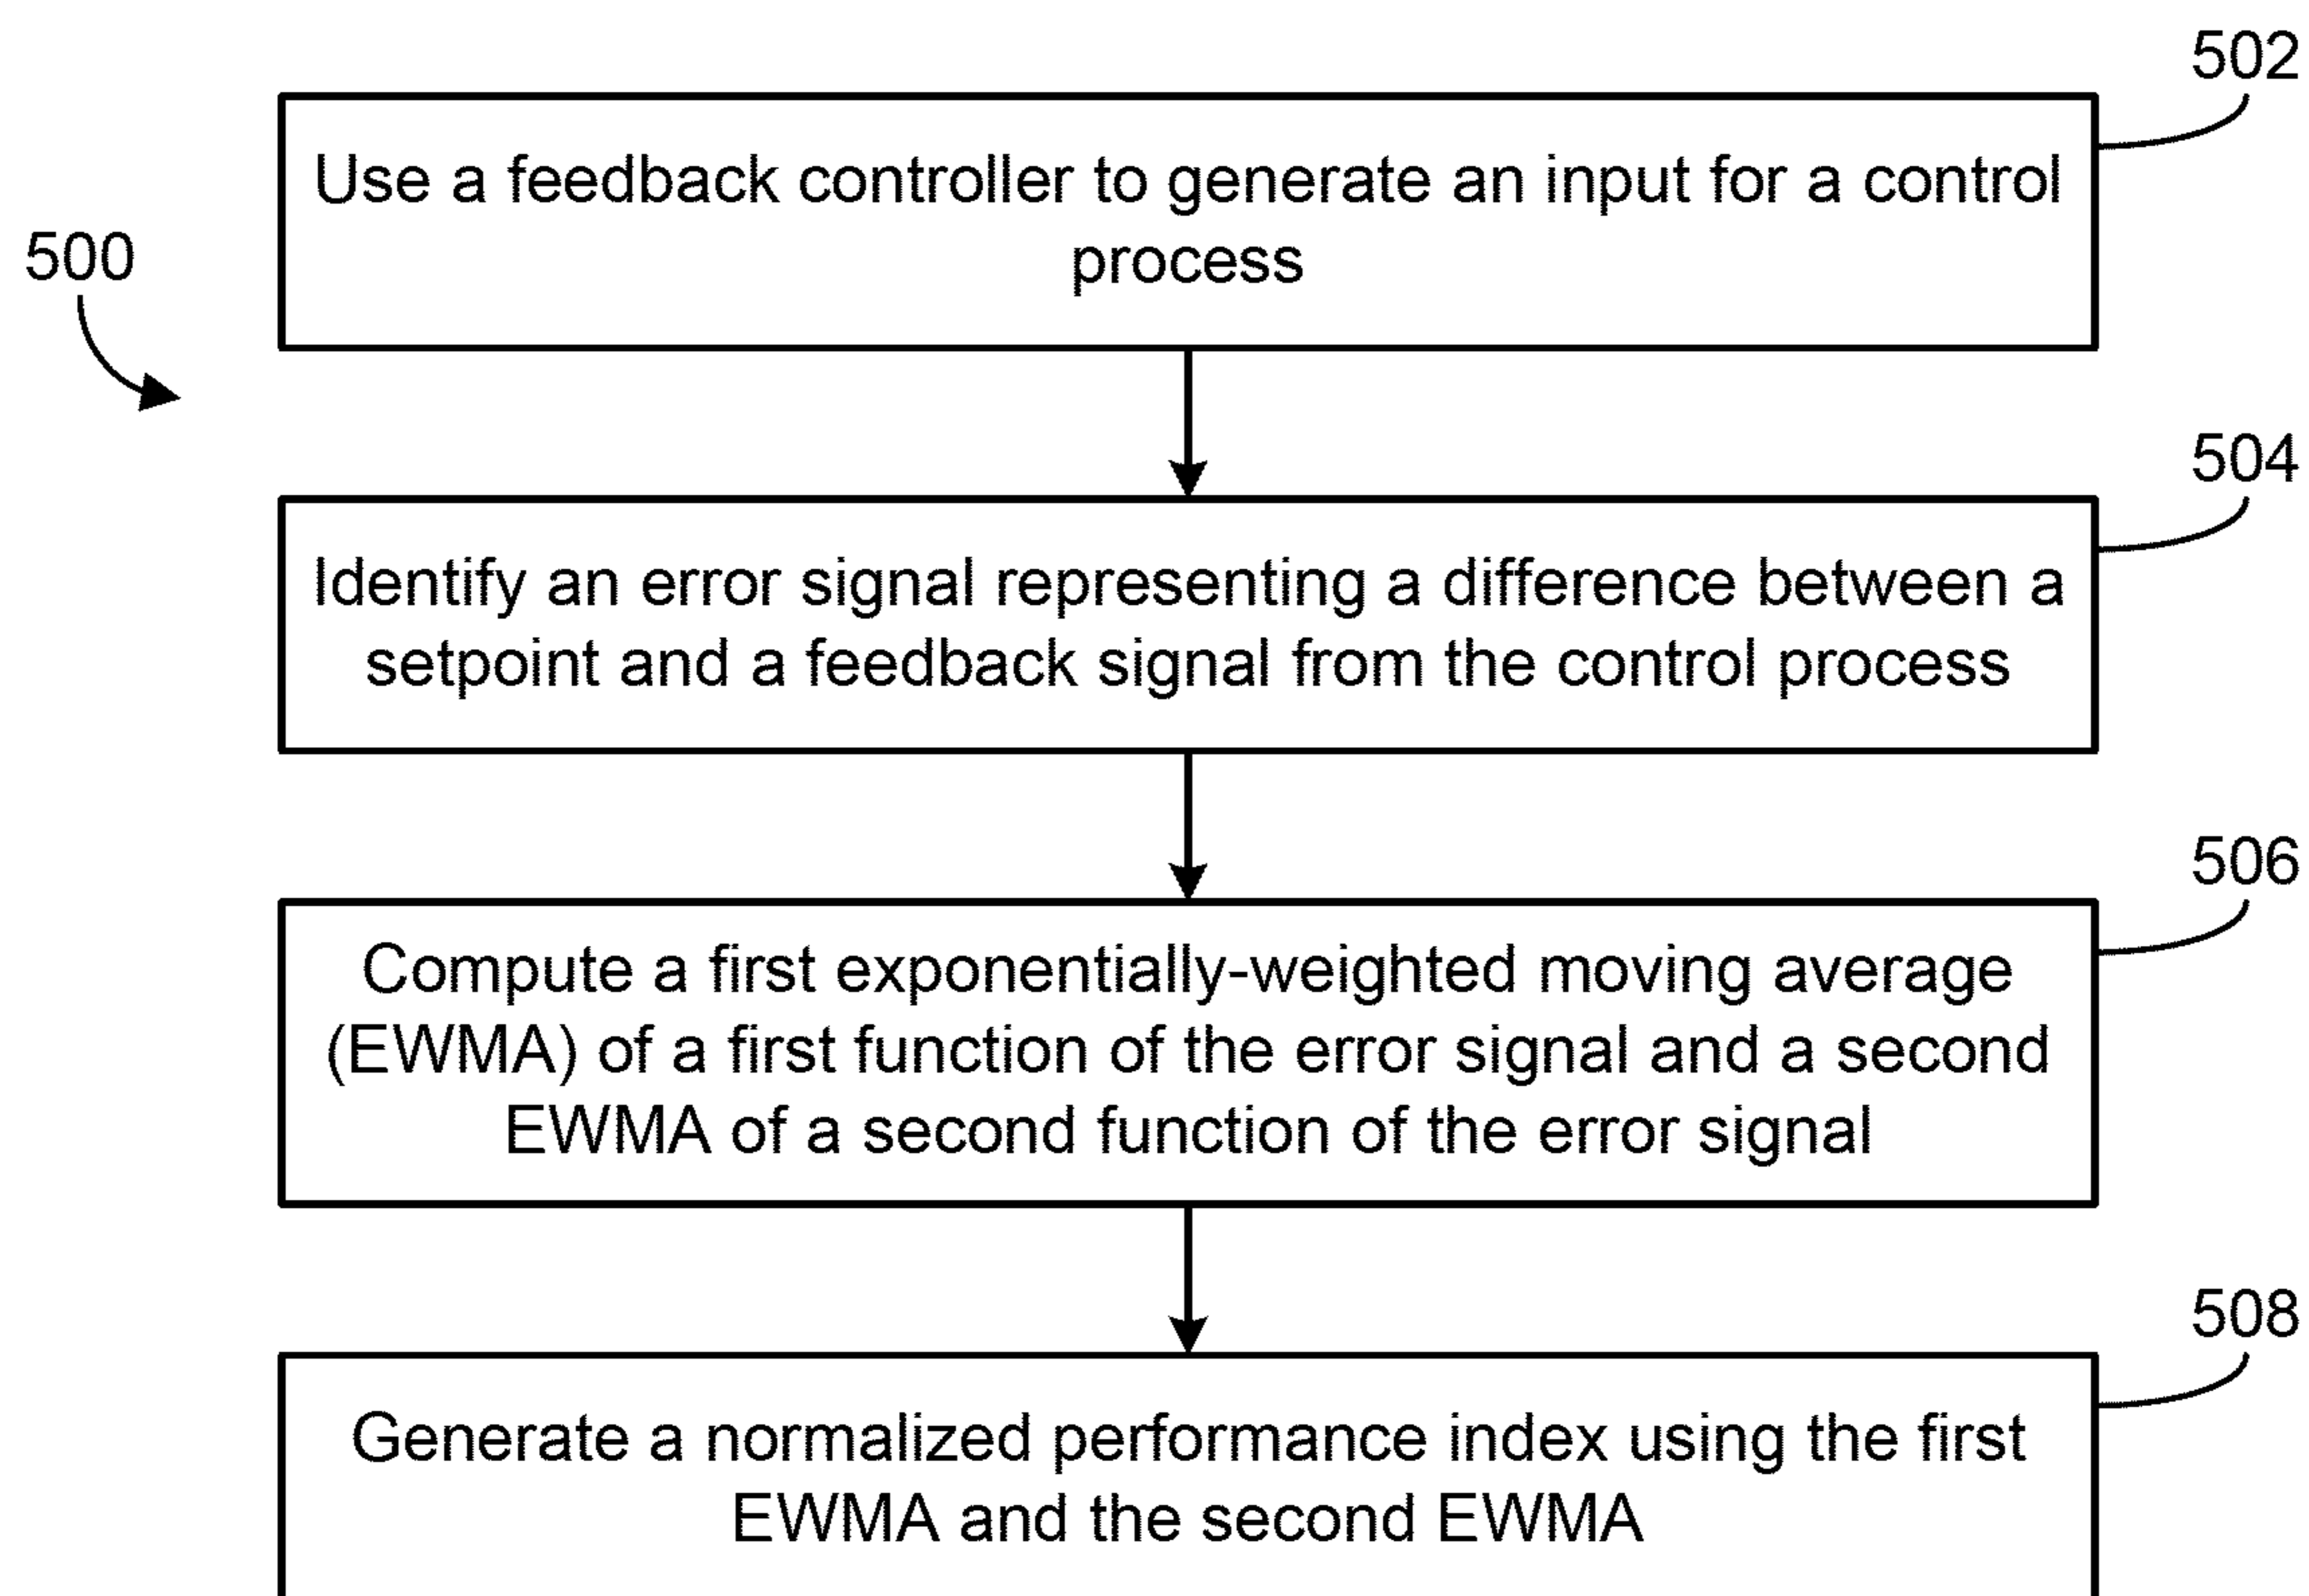 502
Use a feedback controller to generate an input for a control
process
500
504
Identify an error signal representing a difference between a
setpoint and a feedback signal from the control process
506
Compute a first exponentially-weighted moving average
(EWMA) of a first function of the error signal and a second
EWMA of a second function of the error signal
508
Generate a normalized performance index using the first
EWMA and the second EWMA